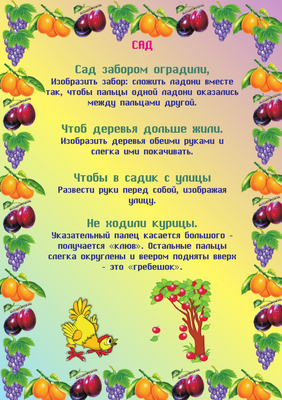 САД
Сад забором оградили,
Изобразить забор: сложить ладони вместе
так, чтобы пальцы одной ладони оказались
между пальцами другой.
Чтоб деревья дольше жили.
Изобразить деревья обеими руками и
слегка ими покачивать.
Чтобы в садик с улицы
Развести руки перед собой, изображая
улицу.
Не ходили курицы.
Указательный палец касается большого -
получается «клюв». Остальные пальцы
слегка округлены и веером подняты вверх
- это «гребешок».